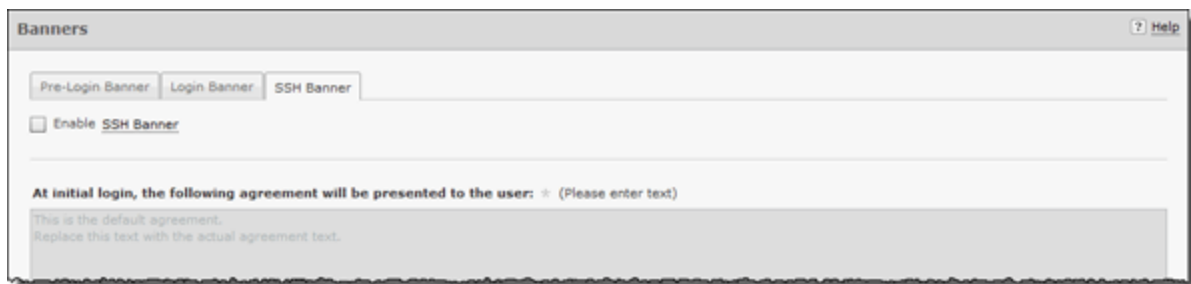 Banners
? Help
Pre-Login Banner Login Banner SSH Banner
Enable SSH Banner
At initial login, the following agreement will be presented to the user: * (Please enter text)
This is the default agreement.
Replace this text with the actual agreement text.